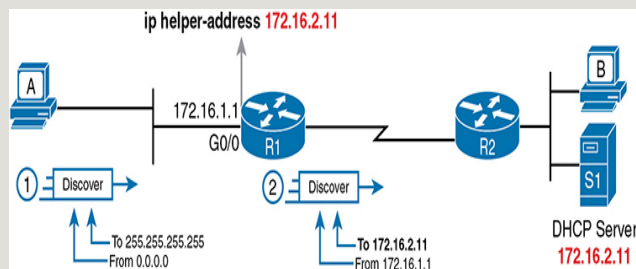 ip helper-address 172.16.2.11
A
172.16.1.1
G0/0
R1
R2
B
S1
1
Discover
2
Discover
To 255.255.255.255
From 0.0.0.0
To 172.16.2.11
From 172.16.1.1
DHCP Server
172.16.2.11